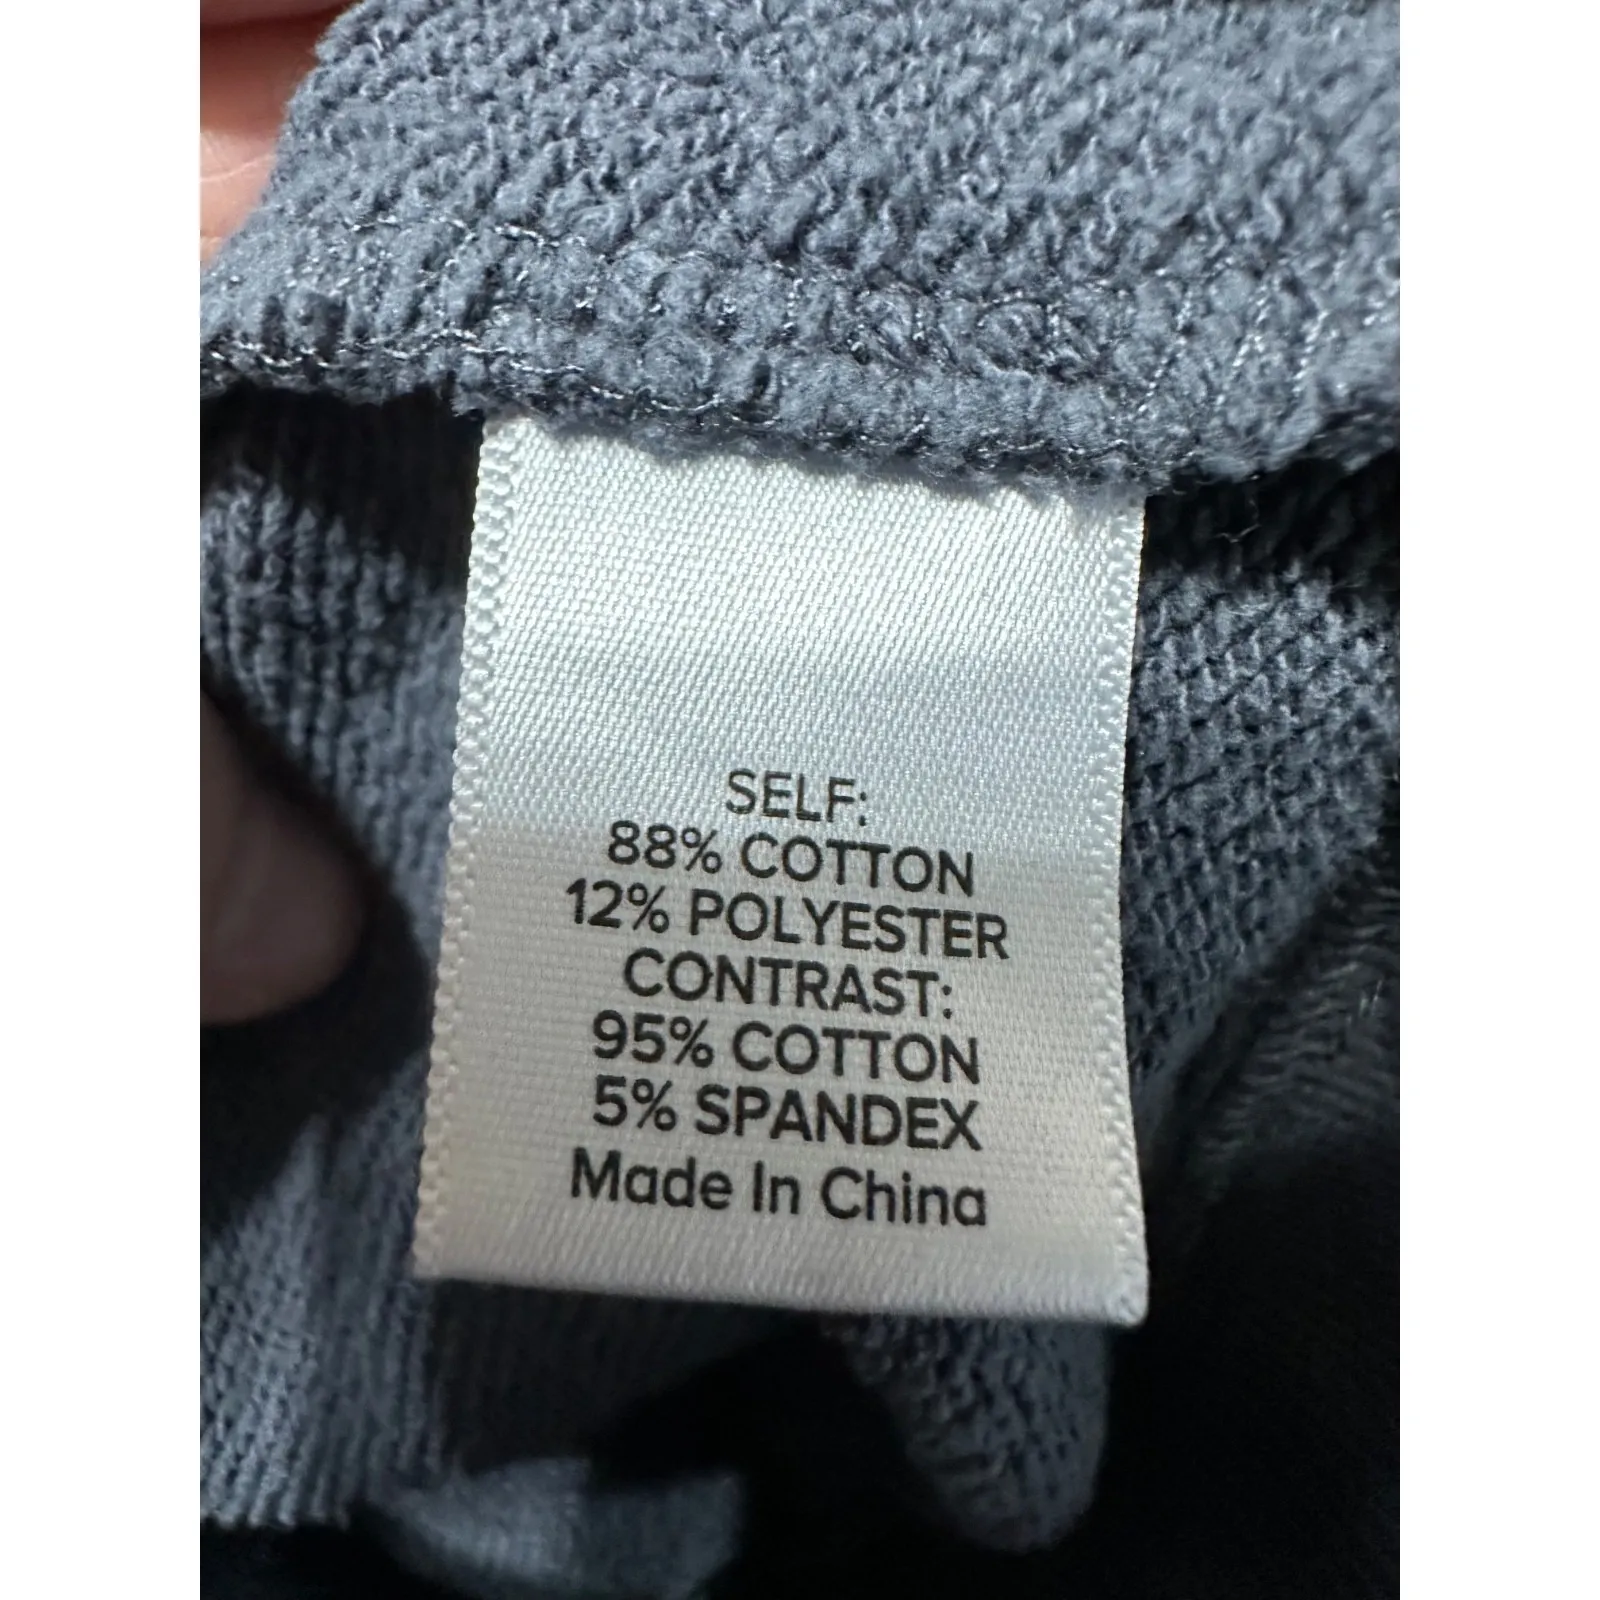 SELF:
88% COTTON
12% POLYESTER
CONTRAST:
95% COTTON
5% SPANDEX
Made In China